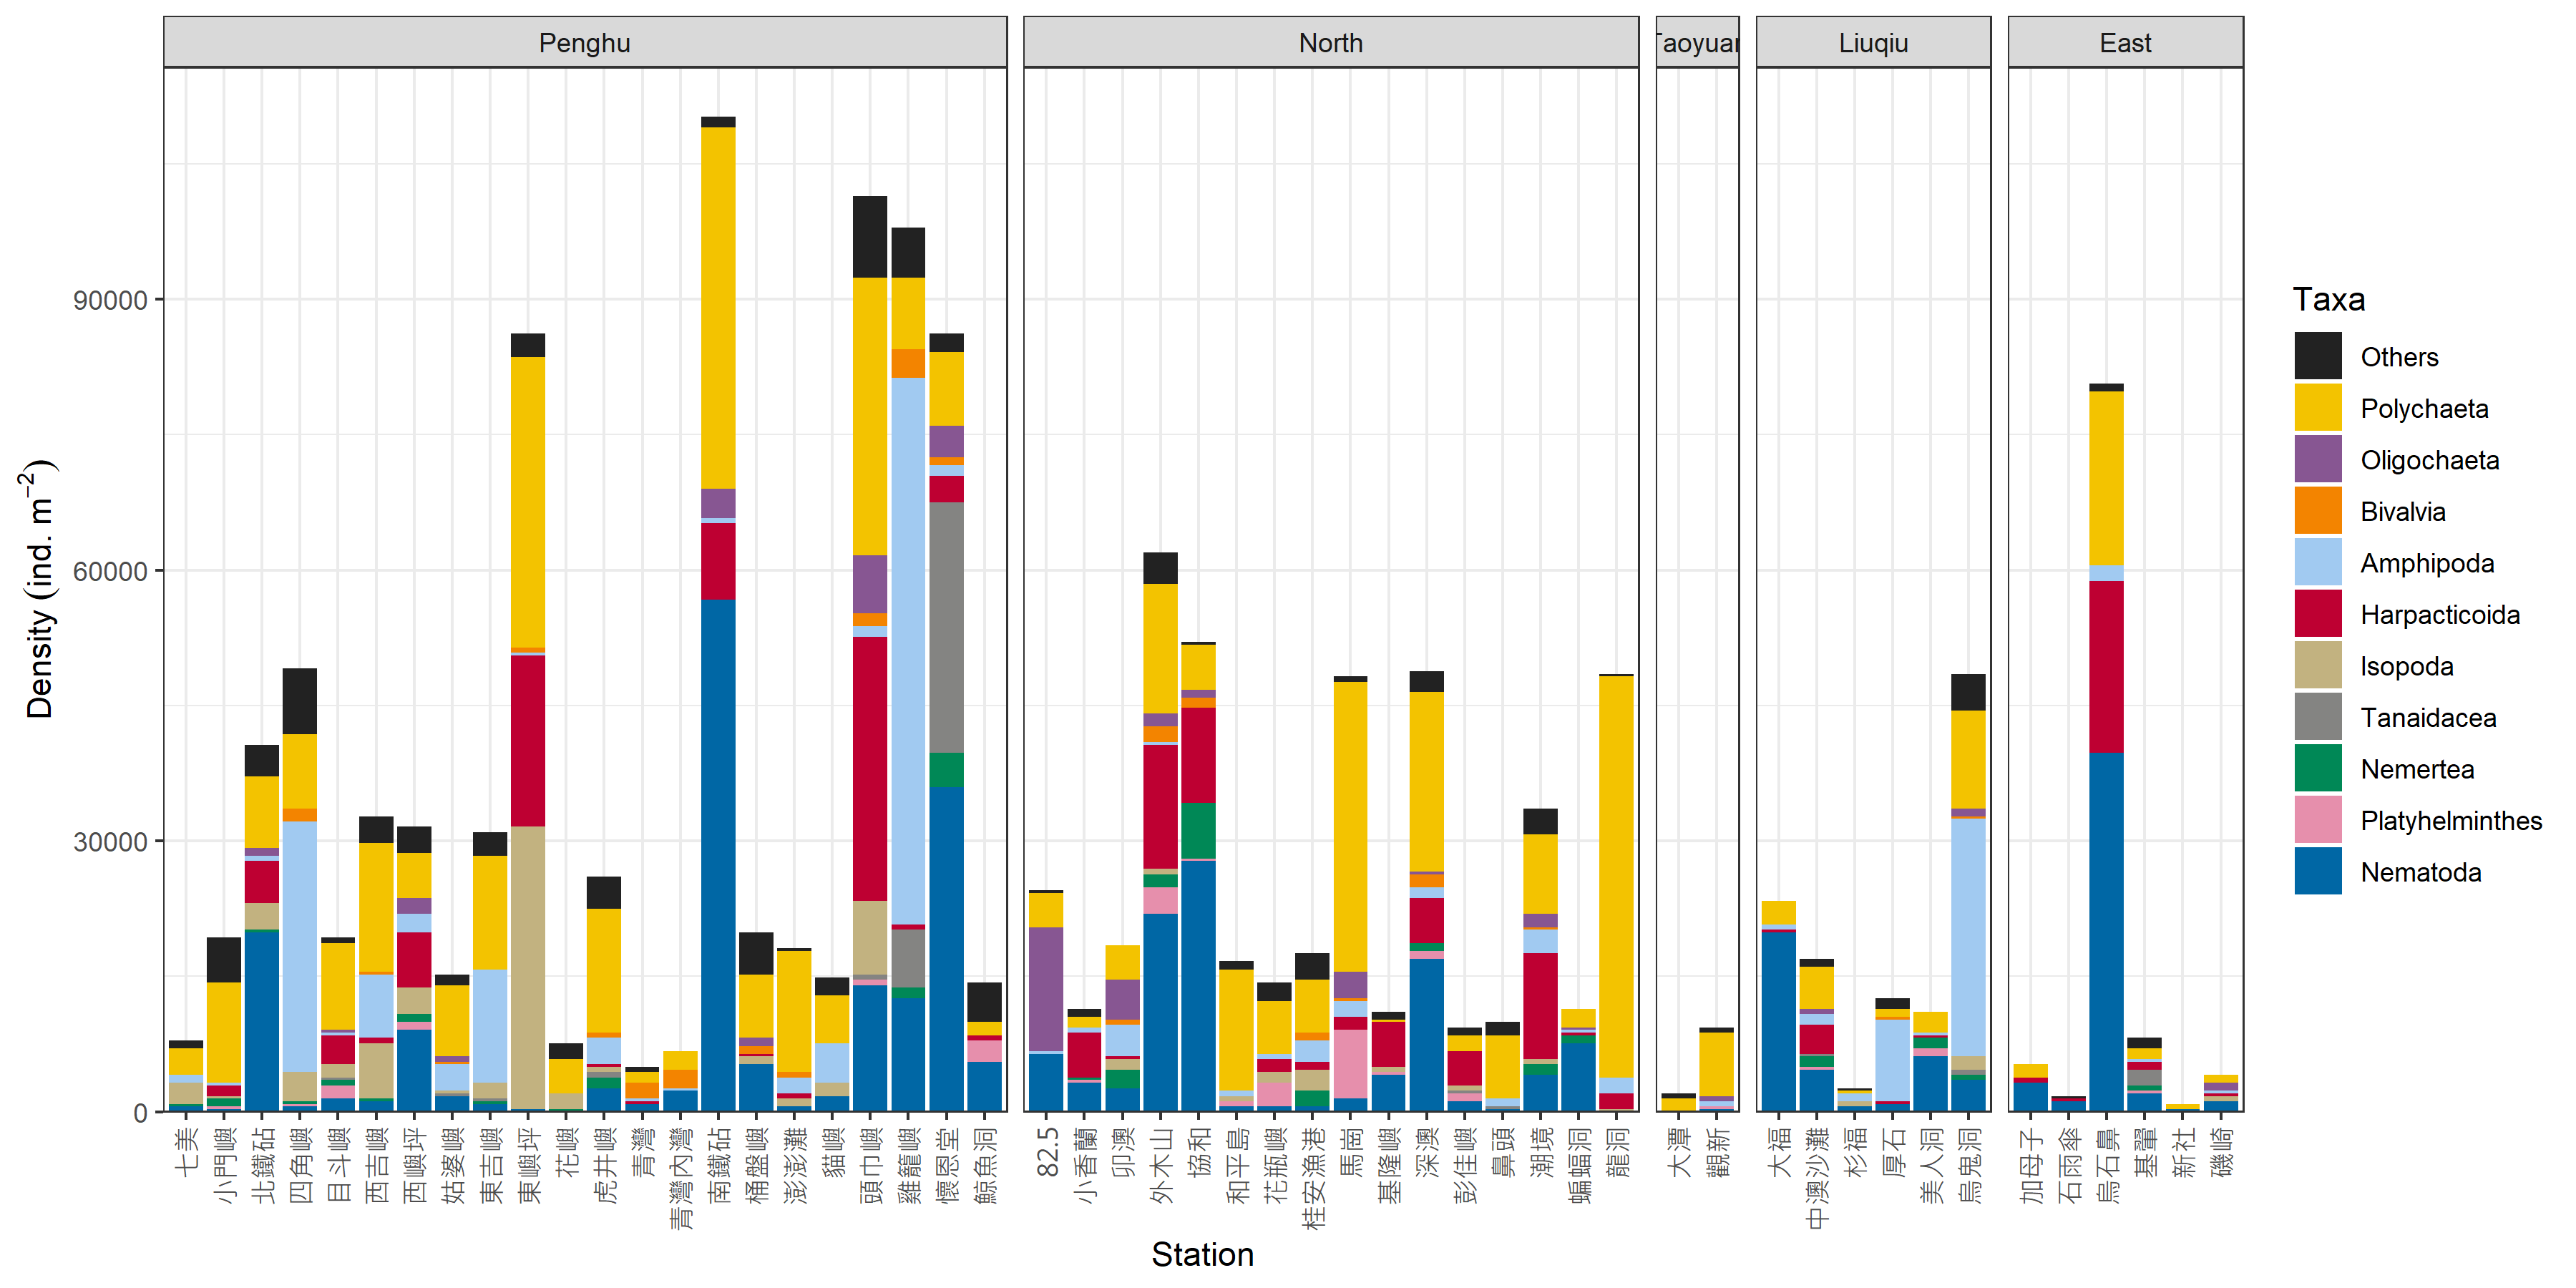 Penghu
North
Taoyuan
Liuqiu
East
Density (ind. m−2)
90000
60000
30000
0
七美
小門嶼
北鐵砧
四角嶼
目斗嶼
西吉嶼
西嶼坪
姑婆嶼
東吉嶼
東嶼坪
花嶼
虎井嶼
青灣
青灣內灣
南鐵砧
桶盤嶼
澎澎灘
貓嶼
頭巾嶼
雞籠嶼
懷恩堂
鯨魚洞
82.5
小香蘭
卯澳
外木山
協和
和平島
花瓶嶼
桂安漁港
馬崗
基隆嶼
深澳
彭佳嶼
鼻頭
潮境
蝙蝠洞
龍洞
大潭
觀新
大福
中澳沙灘
杉福
厚石
美人洞
烏鬼洞
加母子
石雨傘
烏石鼻
基翬
新社
磯崎
Station
Taxa
Others
Polychaeta
Oligochaeta
Bivalvia
Amphipoda
Harpacticoida
Isopoda
Tanaidacea
Nemertea
Platyhelminthes
Nematoda